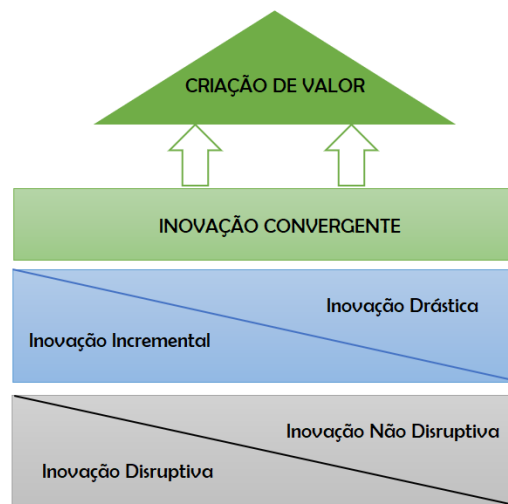 CRIAÇÃO DE VALOR
INOVAÇÃO CONVERGENTE
Inovação Drástica
Inovação Incremental
Inovação Não Disruptiva
Inovação Disruptiva